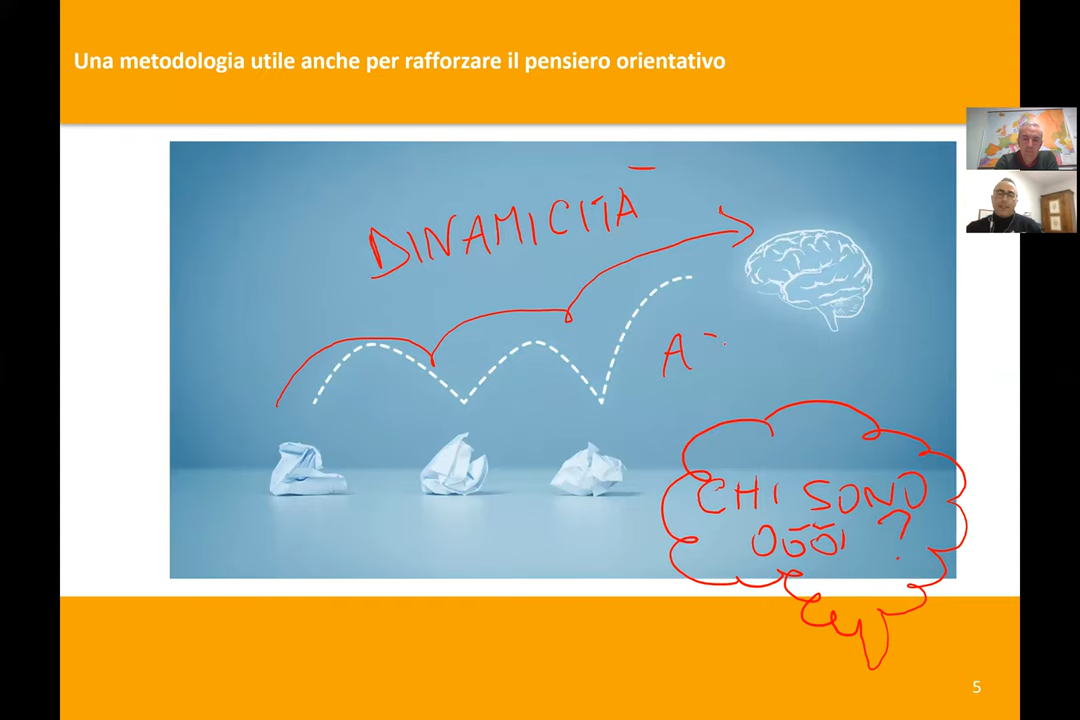 Una metodologia utile anche per rafforzare il pensiero orientativo
DINAMICITÀ
A
CHI SONO
OGGI ?
5